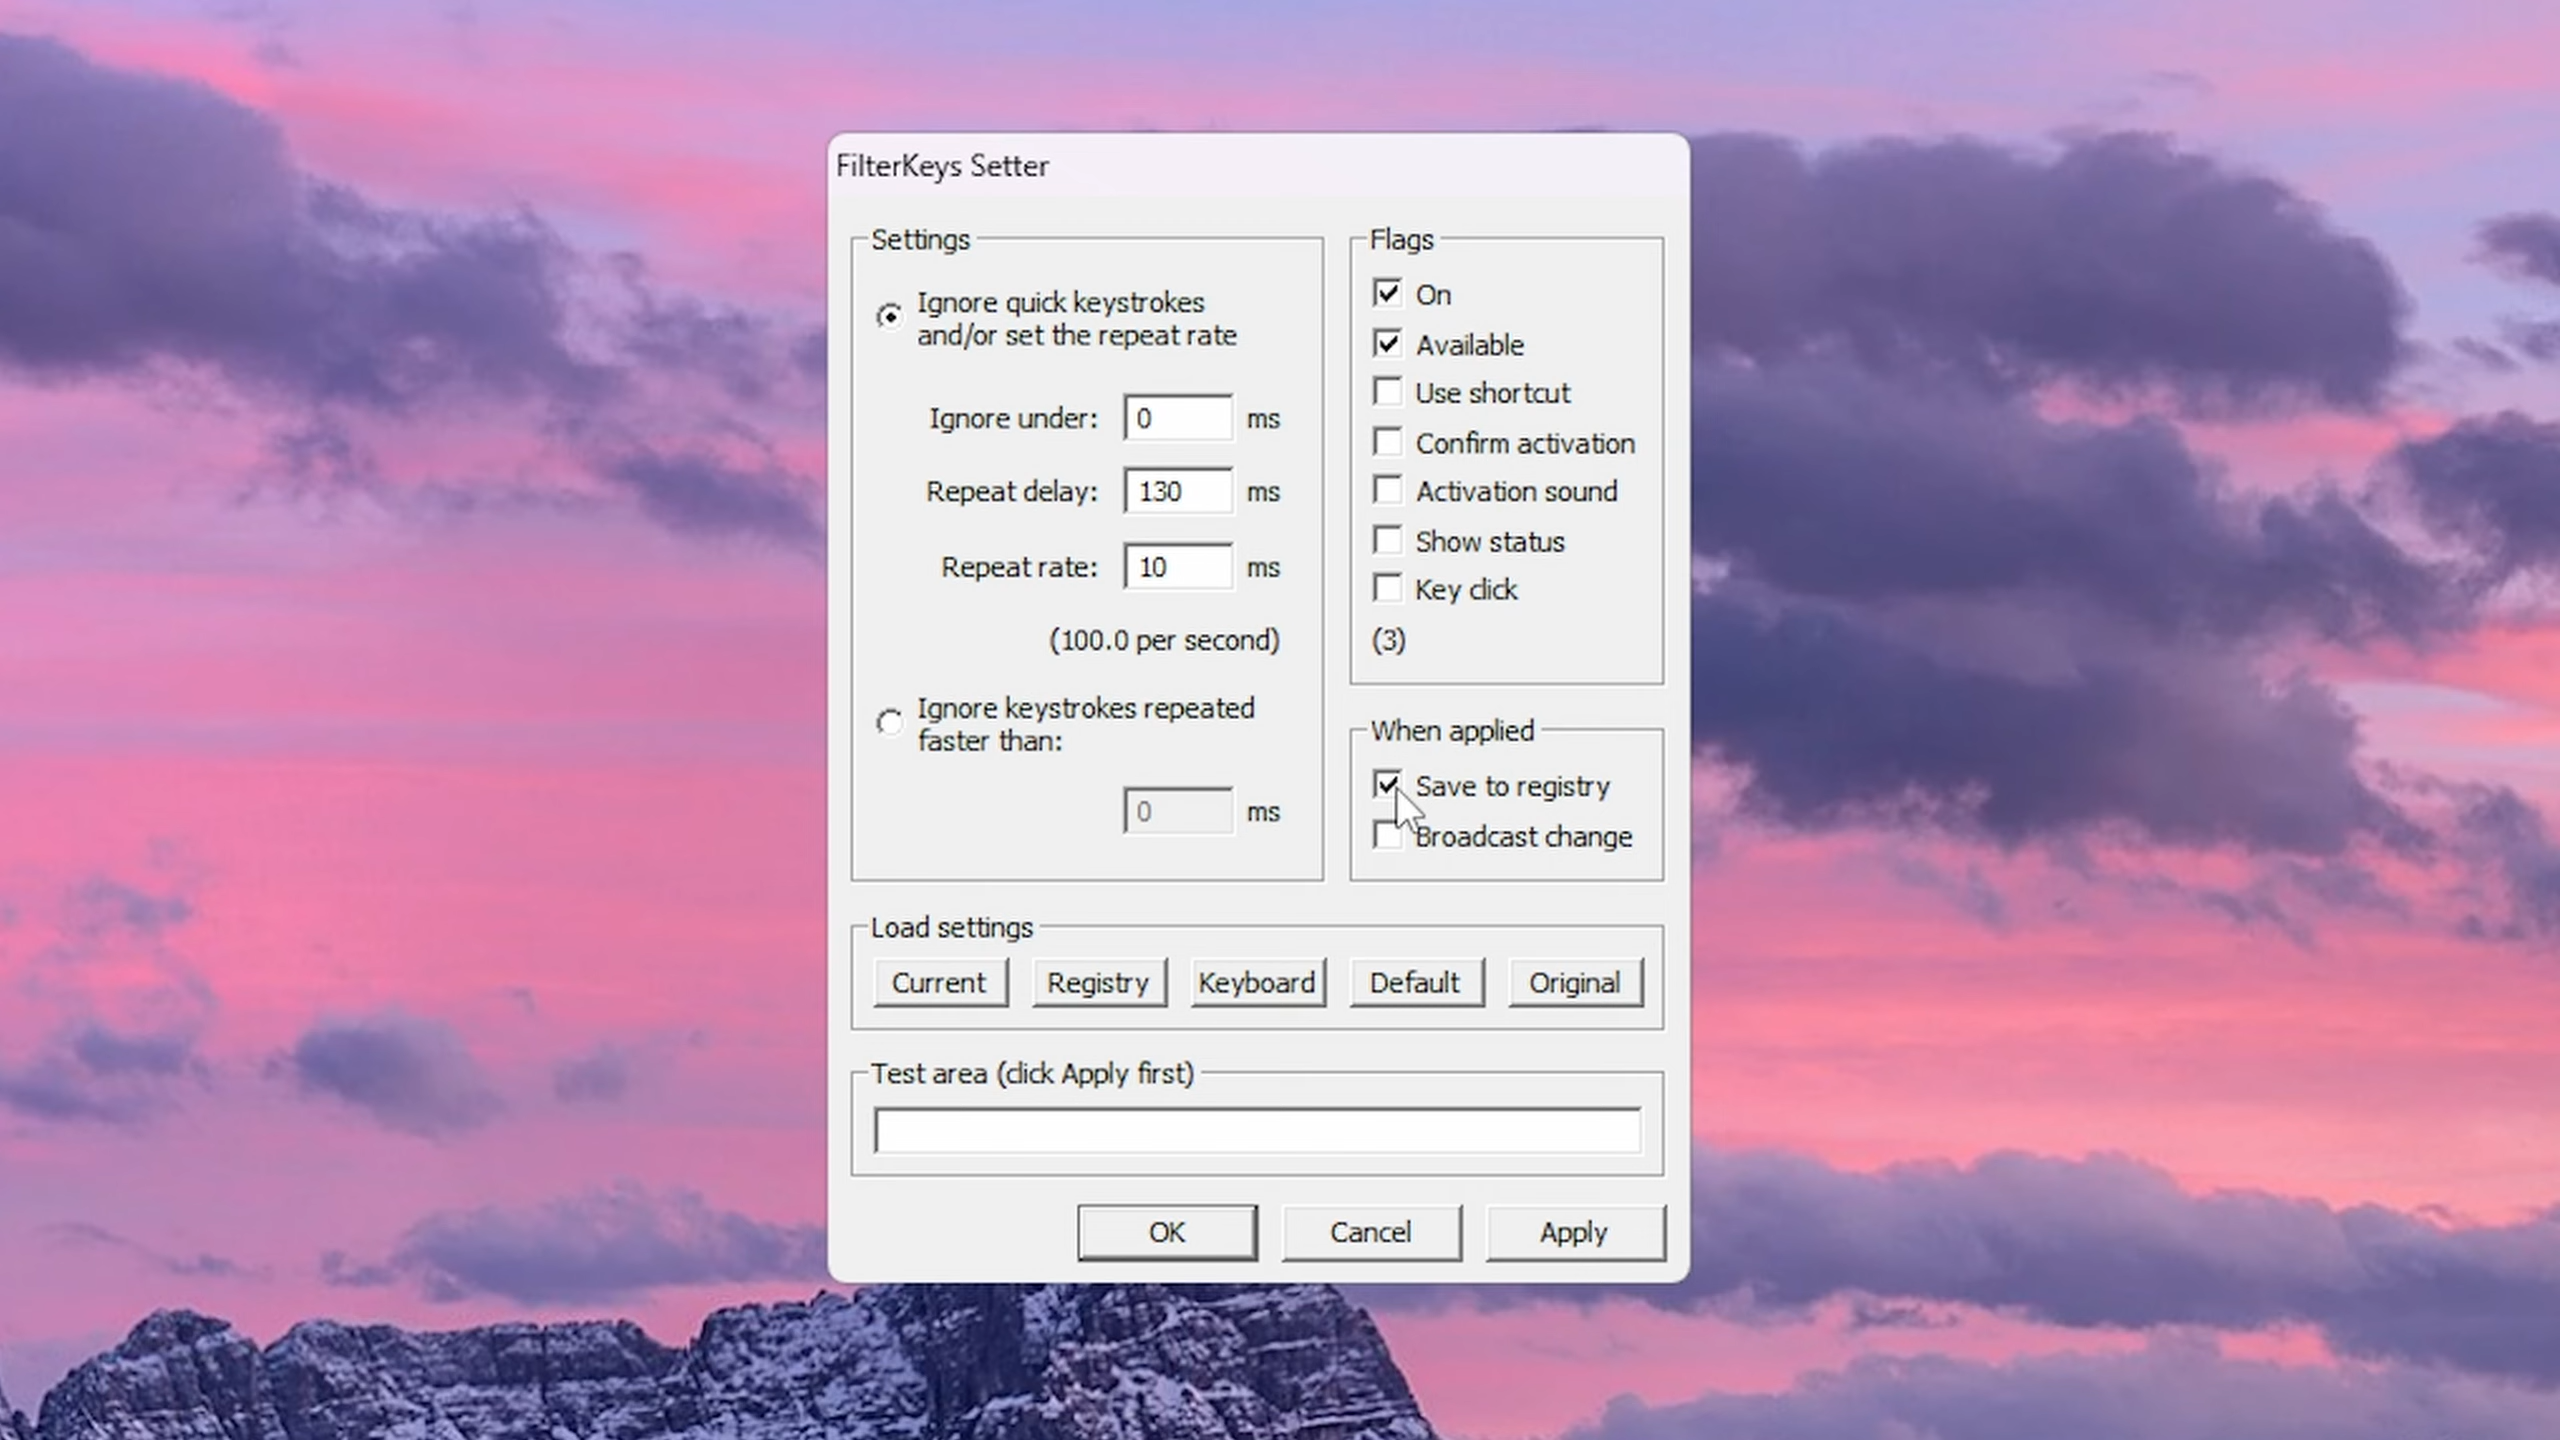 FilterKeys Setter
Settings
Ignore quick keystrokes
and/or set the repeat rate
Ignore under: 0 ms
Repeat delay: 130 ms
Repeat rate: 10 ms
(100.0 per second)
Ignore keystrokes repeated
faster than:
0 ms
Flags
On
Available
Use shortcut
Confirm activation
Activation sound
Show status
Key click
(3)
When applied
Save to registry
Broadcast change
Load settings
Current Registry Keyboard Default Original
Test area (click Apply first)
OK Cancel Apply